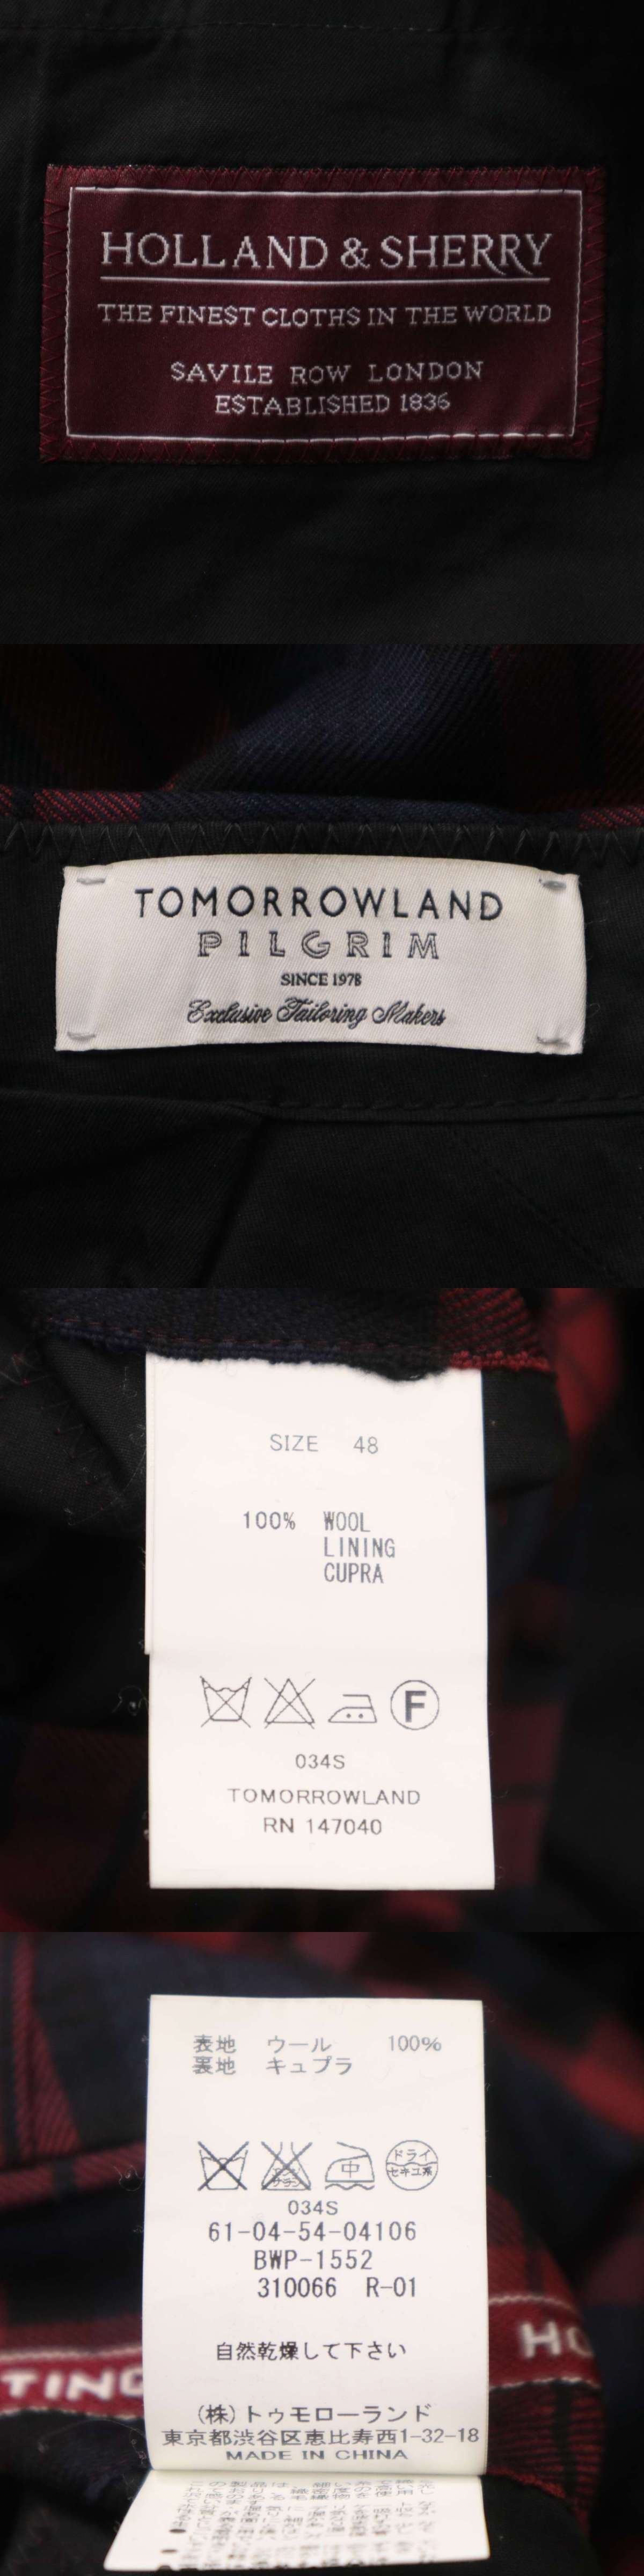 HOLLAND & SHERRY
THE FINEST CLOTHS IN THE WORLD
SAVILE ROW LONDON
ESTABLISHED 1836
TOMORROWLAND
PILGRIM
SINCE 1978
Exclusive Tailoring Makers
SIZE 48
100% WOOL
LINING
CUPRA
F
034S
TOMORROWLAND
RN 147040
表地 ウール 100%
裏地 キュプラ
中
ドライ
セキユ系
034S
61-04-54-04106
BWP-1552
310066 R-01
自然乾燥して下さい
(株)トゥモローランド
東京都渋谷区恵比寿西1-32-18
MADE IN CHINA